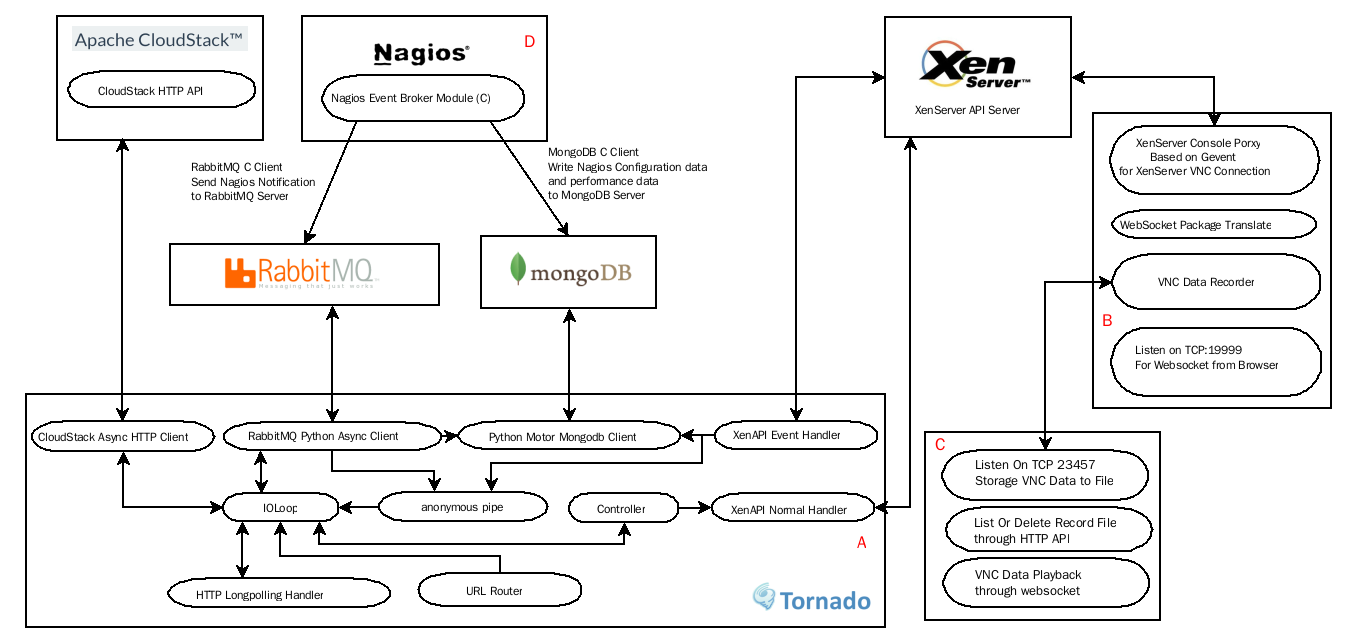 Apache CloudStack™
CloudStack HTTP API
Nagios®
D
Nagios Event Broker Module (C)
Xen
Server™
XenServer API Server
RabbitMQ C Client
Send Nagios Notification
to RabbitMQ Server
MongoDB C Client
Write Nagios Configuration data
and performance data
to MongoDB Server
XenServer Console Porxy
Based on Gevent
for XenServer VNC Connection
WebSocket Package Translate
VNC Data Recorder
B
Listen on TCP:19999
For Websocket from Browser
RabbitMQ
Messaging that just works
mongoDB
CloudStack Async HTTP Client
RabbitMQ Python Async Client
Python Motor Mongodb Client
XenAPI Event Handler
IOLoop
anonymous pipe
Controller
XenAPI Normal Handler
A
HTTP Longpolling Handler
URL Router
Tornado
C
Listen On TCP 23457
Storage VNC Data to File
List Or Delete Record File
through HTTP API
VNC Data Playback
through websocket